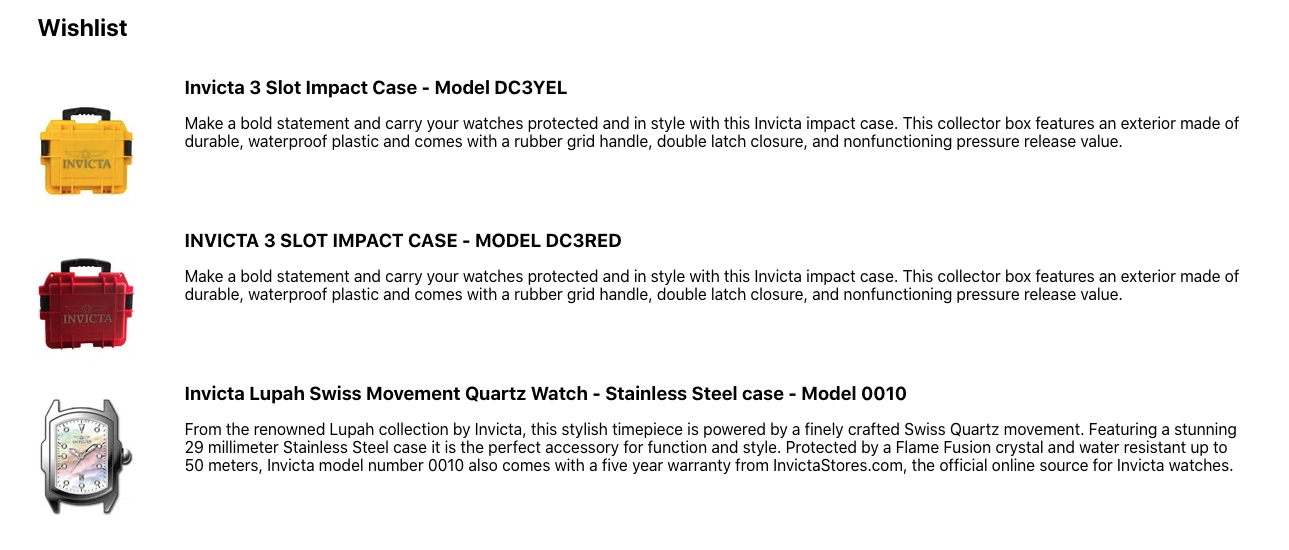 Wishlist
Invicta 3 Slot Impact Case - Model DC3YEL
INVICTA
Make a bold statement and carry your watches protected and in style with this Invicta impact case. This collector box features an exterior made of
durable, waterproof plastic and comes with a rubber grid handle, double latch closure, and nonfunctioning pressure release value.
INVICTA 3 SLOT IMPACT CASE - MODEL DC3RED
INVICTA
Make a bold statement and carry your watches protected and in style with this Invicta impact case. This collector box features an exterior made of
durable, waterproof plastic and comes with a rubber grid handle, double latch closure, and nonfunctioning pressure release value.
Invicta Lupah Swiss Movement Quartz Watch - Stainless Steel case - Model 0010
INVICTA
From the renowned Lupah collection by Invicta, this stylish timepiece is powered by a finely crafted Swiss Quartz movement. Featuring a stunning
29 millimeter Stainless Steel case it is the perfect accessory for function and style. Protected by a Flame Fusion crystal and water resistant up to
50 meters, Invicta model number 0010 also comes with a five year warranty from InvictaStores.com, the official online source for Invicta watches.